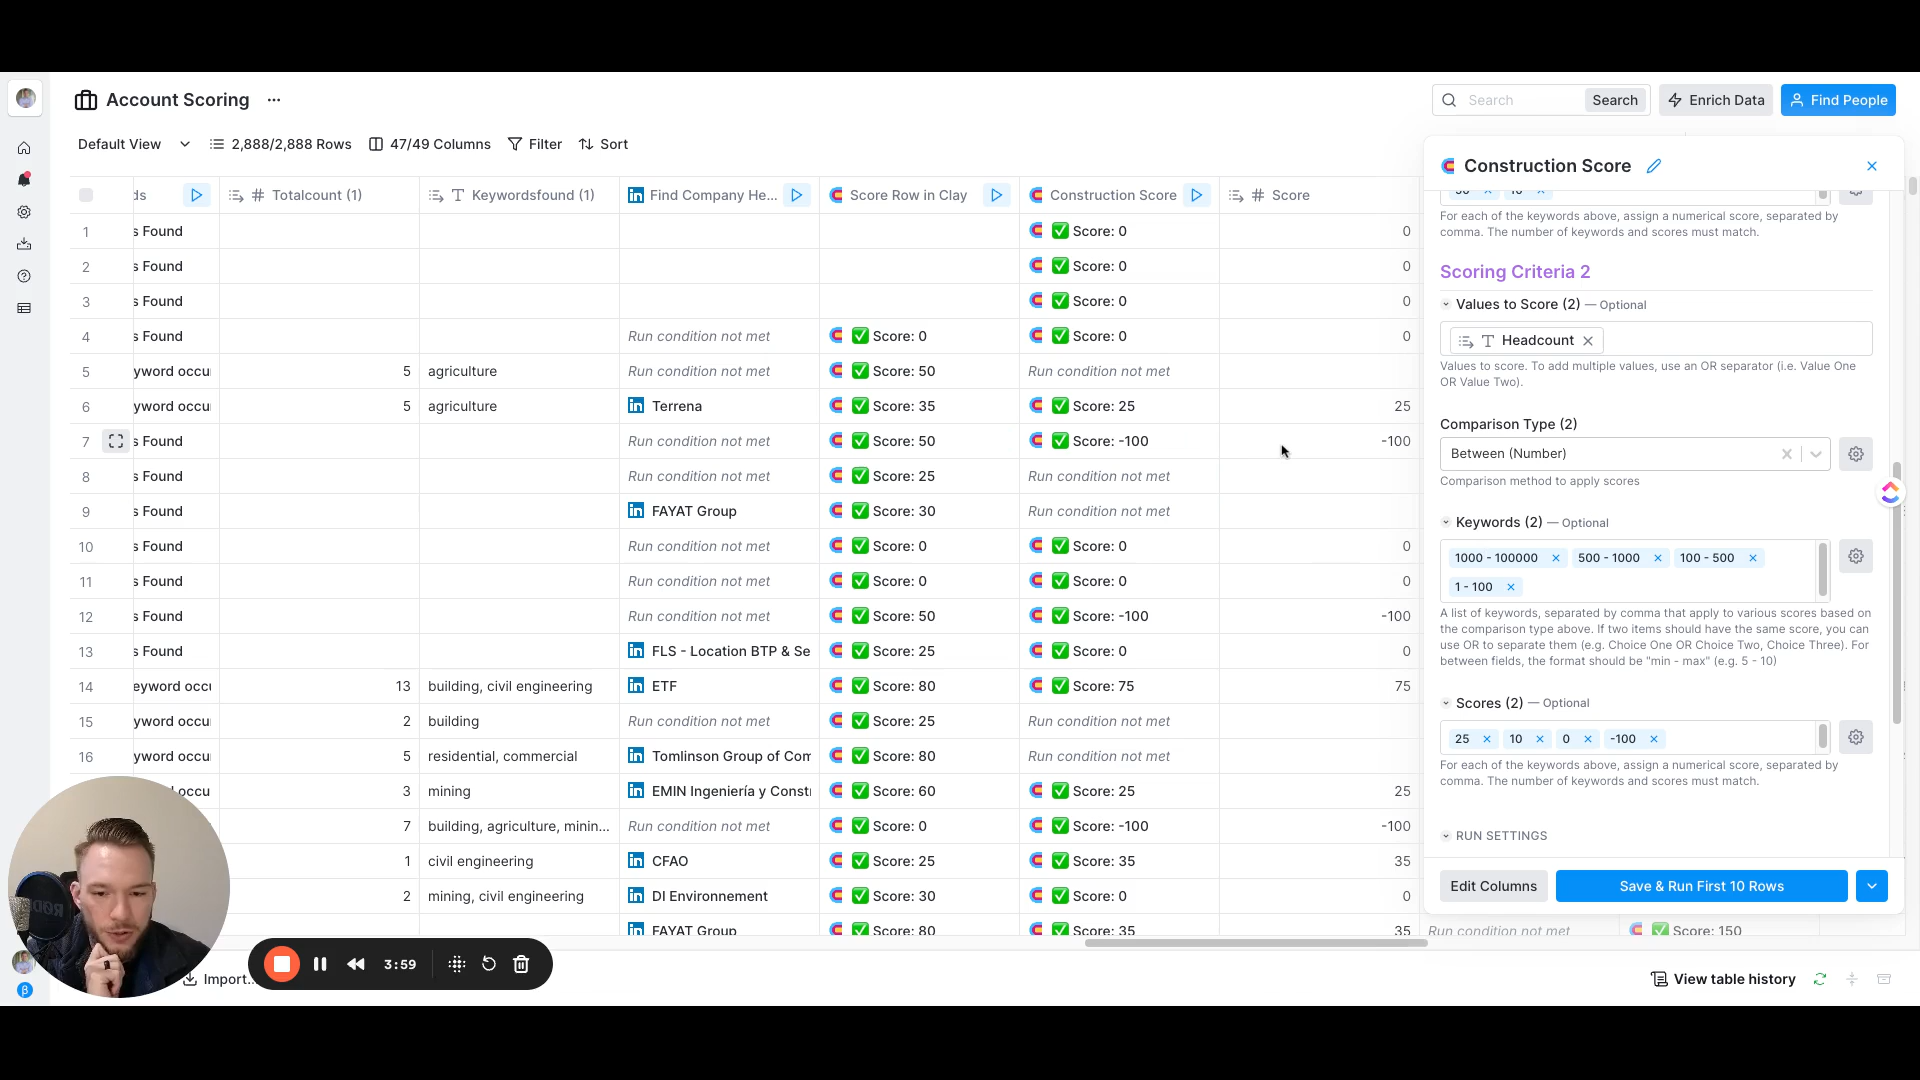 Account Scoring
Search
Search
Enrich Data
Find People
Default View
2,888/2,888 Rows
47/49 Columns
Filter
Sort
ds
# Totalcount (1)
T Keywordsfound (1)
Find Company He...
Score Row in Clay
Construction Score
# Score
1 s Found Score: 0 0
2 s Found Score: 0 0
3 s Found Score: 0 0
4 s Found Run condition not met Score: 0 Score: 0 0
5 yword occu 5 agriculture Run condition not met Score: 50 Run condition not met
6 yword occu 5 agriculture Terrena Score: 35 Score: 25 25
7 s Found Run condition not met Score: 50 Score: -100 -100
8 s Found Run condition not met Score: 25 Run condition not met
9 s Found FAYAT Group Score: 30 Run condition not met
10 s Found Run condition not met Score: 0 Score: 0 0
11 s Found Run condition not met Score: 0 Score: 0 0
12 s Found Run condition not met Score: 50 Score: -100 -100
13 s Found FLS - Location BTP & Se Score: 25 Score: 0 0
14 eyword occu 13 building, civil engineering ETF Score: 80 Score: 75 75
15 yword occu 2 building Run condition not met Score: 25 Run condition not met
16 yword occu 5 residential, commercial Tomlinson Group of Com Score: 80 Run condition not met
occu 3 mining EMIN Ingeniería y Constr Score: 60 Score: 25 25
7 building, agriculture, minin... Run condition not met Score: 0 Score: -100 -100
1 civil engineering CFAO Score: 25 Score: 35 35
2 mining, civil engineering DI Environnement Score: 30 Score: 0 0
FAYAT Group Score: 80 Score: 35 35 Run condition not met Score: 150
Construction Score
For each of the keywords above, assign a numerical score, separated by
comma. The number of keywords and scores must match.
Scoring Criteria 2
Values to Score (2) — Optional
T Headcount
Values to score. To add multiple values, use an OR separator (i.e. Value One
OR Value Two).
Comparison Type (2)
Between (Number)
Comparison method to apply scores
Keywords (2) — Optional
1000 - 100000
500 - 1000
100 - 500
1 - 100
A list of keywords, separated by comma that apply to various scores based on
the comparison type above. If two items should have the same score, you can
use OR to separate them (e.g. Choice One OR Choice Two, Choice Three). For
between fields, the format should be "min - max" (e.g. 5 - 10)
Scores (2) — Optional
25
10
0
-100
For each of the keywords above, assign a numerical score, separated by
comma. The number of keywords and scores must match.
RUN SETTINGS
Edit Columns
Save & Run First 10 Rows
RØDE
3:59
β
Import...
View table history